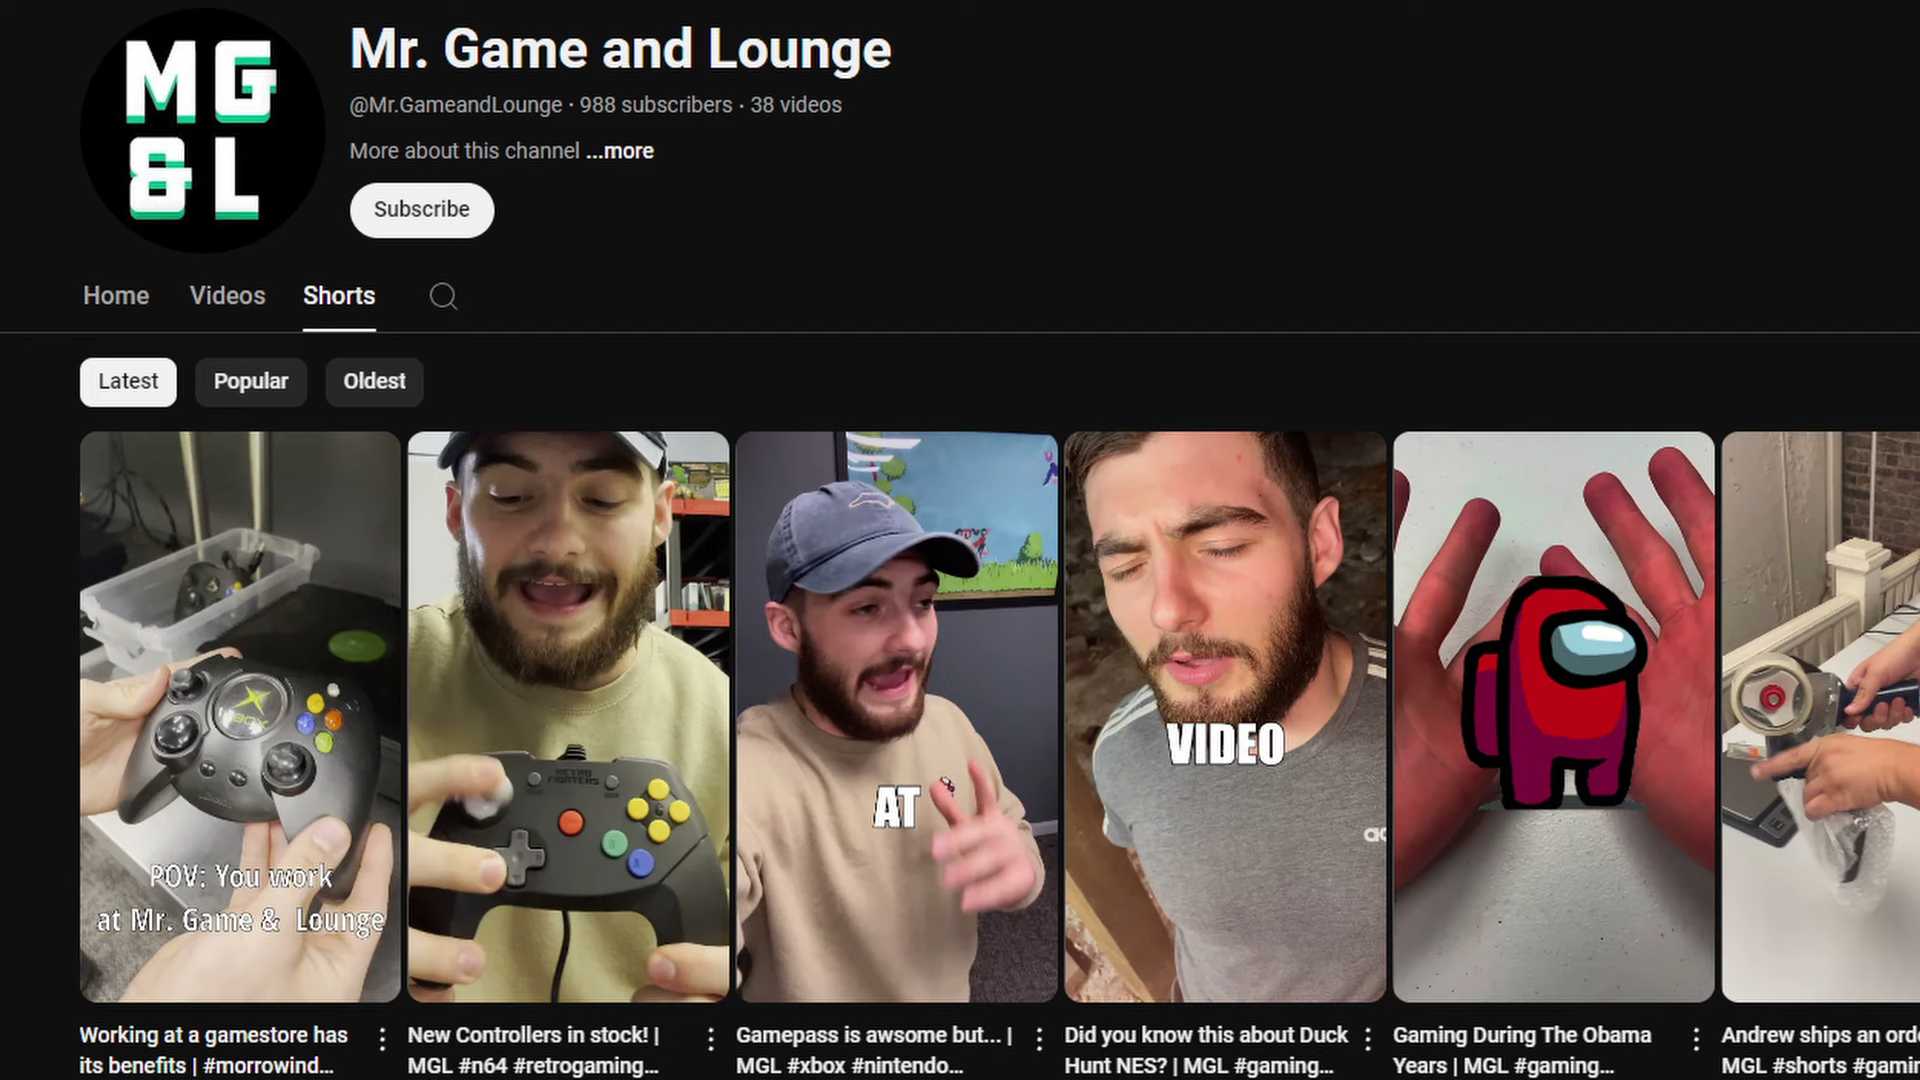 MG
&L
Mr. Game and Lounge
@Mr.GameandLounge · 988 subscribers · 38 videos
More about this channel ...more
Subscribe
Home Videos Shorts
Latest Popular Oldest
XBOX
POV: You work
at Mr. Game & Lounge
RETRO
FIGHTERS
AT
VIDEO
Working at a gamestore has
its benefits | #morrowind...
New Controllers in stock! |
MGL #n64 #retrogaming...
Gamepass is awsome but... |
MGL #xbox #nintendo...
Did you know this about Duck
Hunt NES? | MGL #gaming...
Gaming During The Obama
Years | MGL #gaming...
Andrew ships an
MGL #shorts